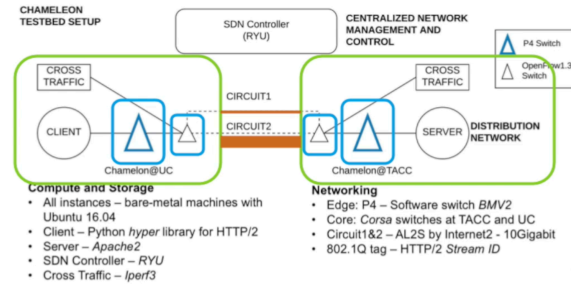 CHAMELEON
TESTBED SETUP
SDN Controller
(RYU)
CENTRALIZED NETWORK
MANAGEMENT AND
CONTROL
P4 Switch
OpenFlow1.3
Switch
CROSS
TRAFFIC
CROSS
TRAFFIC
CIRCUIT1
CIRCUIT2
CLIENT
SERVER
DISTRIBUTION
NETWORK
Chamelon@UC
Chamelon@TACC
Compute and Storage
• All instances – bare-metal machines with
Ubuntu 16.04
• Client – Python hyper library for HTTP/2
• Server – Apache2
• SDN Controller – RYU
• Cross Traffic – Iperf3
Networking
• Edge: P4 – Software switch BMV2
• Core: Corsa switches at TACC and UC
• Circuit1&2 – AL2S by Internet2 - 10Gigabit
• 802.1Q tag – HTTP/2 Stream ID